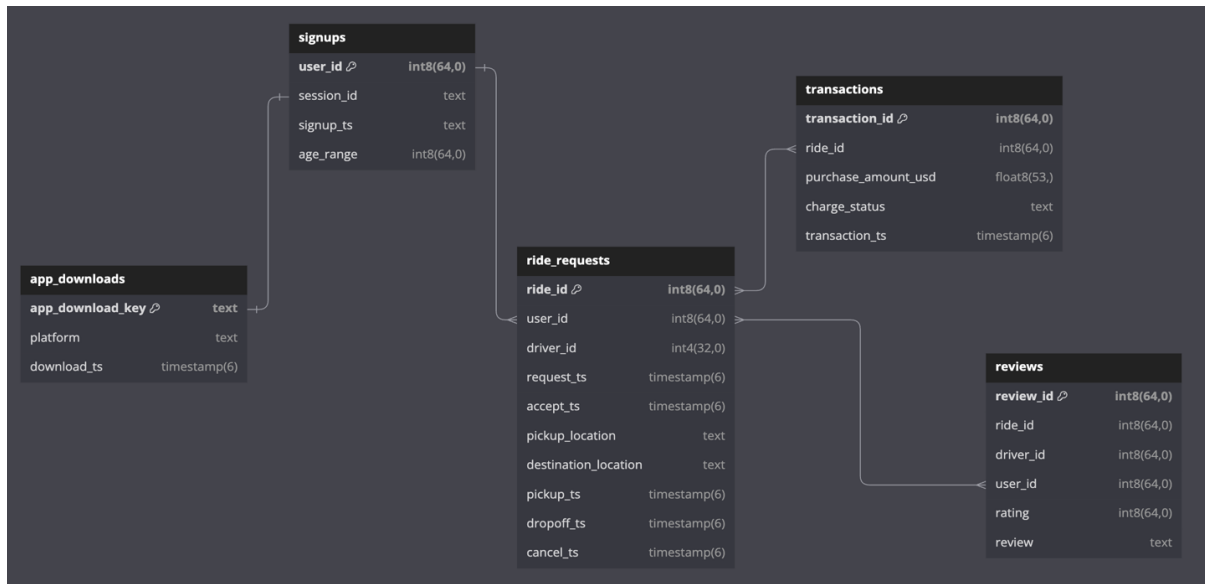 signups
user_id int8(64,0)
session_id text
signup_ts text
age_range int8(64,0)
transactions
transaction_id int8(64,0)
ride_id int8(64,0)
purchase_amount_usd float8(53,)
charge_status text
transaction_ts timestamp(6)
app_downloads
app_download_key text
platform text
download_ts timestamp(6)
ride_requests
ride_id int8(64,0)
user_id int8(64,0)
driver_id int4(32,0)
request_ts timestamp(6)
accept_ts timestamp(6)
pickup_location text
destination_location text
pickup_ts timestamp(6)
dropoff_ts timestamp(6)
cancel_ts timestamp(6)
reviews
review_id int8(64,0)
ride_id int8(64,0)
driver_id int8(64,0)
user_id int8(64,0)
rating int8(64,0)
review text